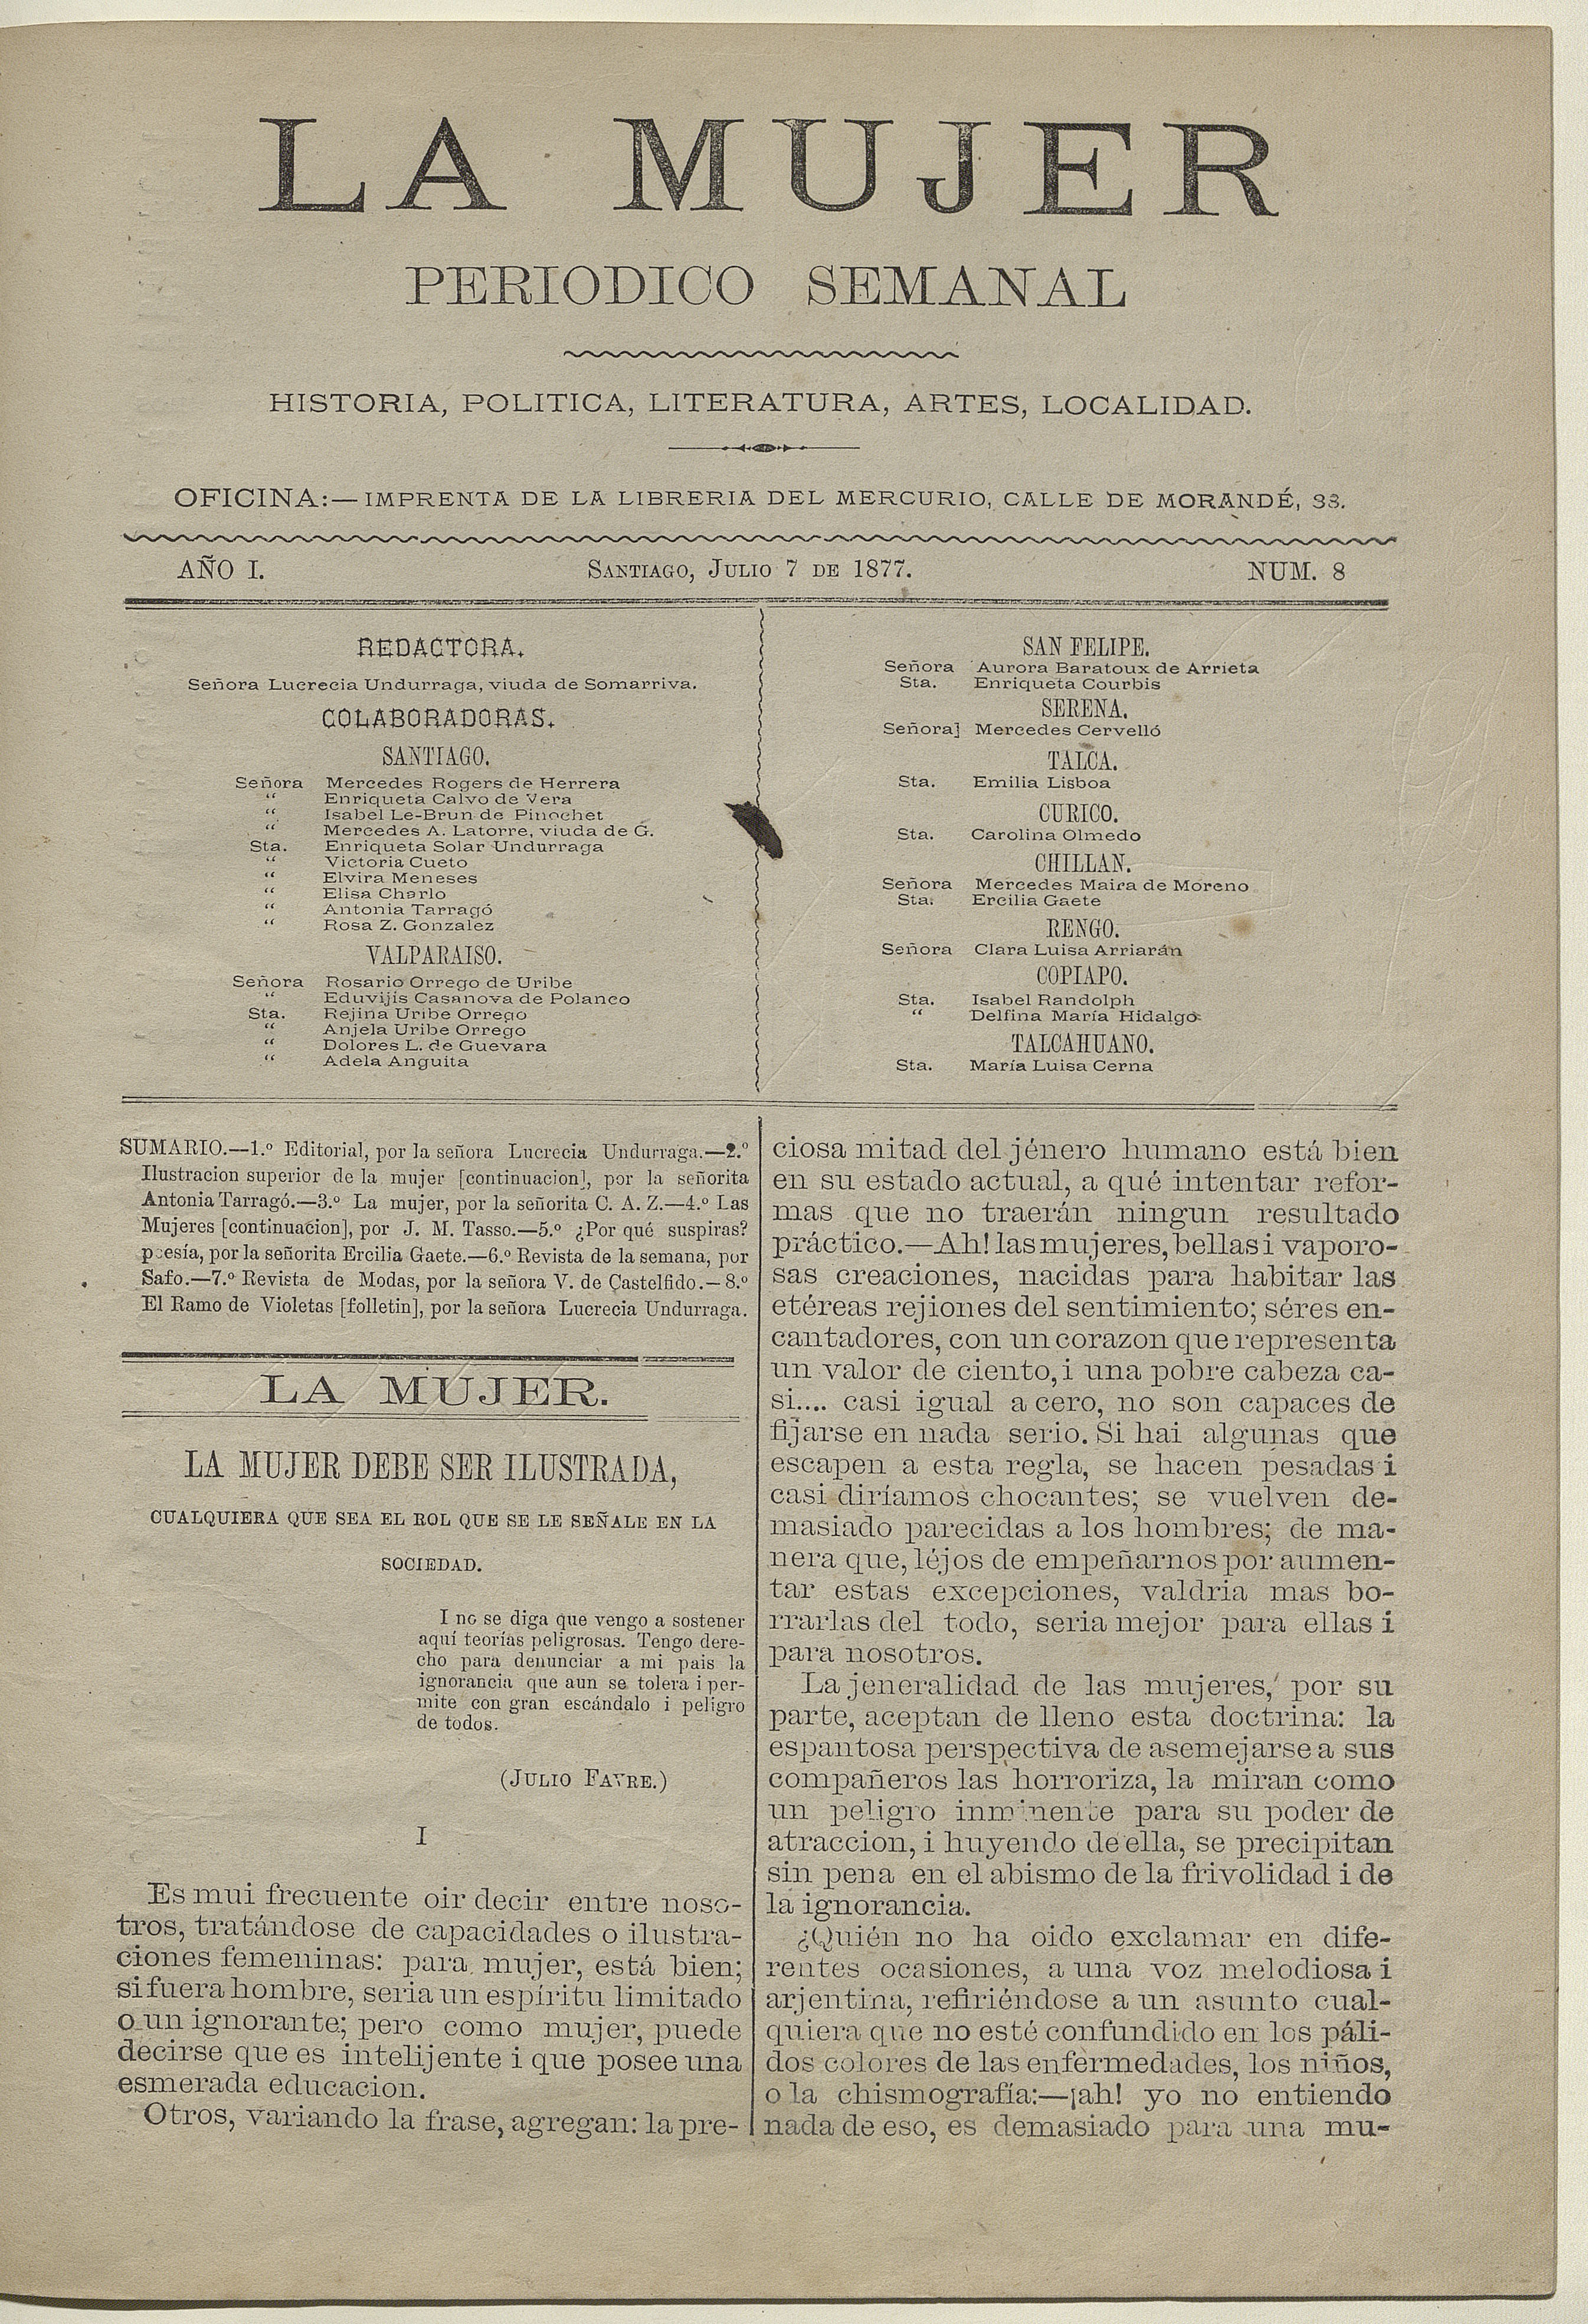 LA MUJER
PERIODICO SEMANAL
HISTORIA, POLITICA, LITERATURA, ARTES, LOCALIDAD.
OFICINA:—IMPRENTA DE LA LIBRERIA DEL MERCURIO, CALLE DE MORANDÉ, 38.
AÑO I. SANTIAGO, JULIO 7 DE 1877. NUM. 8
REDACTORA.
Señora Lucrecia Undurraga, viuda de Somarriva.
COLABORADORAS.
SANTIAGO.
Señora Mercedes Rogers de Herrera
“ Enriqueta Calvo de Vera
“ Isabel Le-Brun de Pinochet
“ Mercedes A. Latorre, viuda de G.
Sta. Enriqueta Solar Undurraga
“ Victoria Cueto
“ Elvira Meneses
“ Elisa Charlo
“ Antonia Tarragó
“ Rosa Z. Gonzalez
VALPARAISO.
Señora Rosario Orrego de Uribe
“ Eduvijis Casanova de Polanco
Sta. Rejina Uribe Orrego
“ Anjela Uribe Orrego
“ Dolores L. de Guevara
“ Adela Anguita
SAN FELIPE.
Señora Aurora Baratoux de Arrieta
Sta. Enriqueta Courbis
SERENA.
Señora] Mercedes Cervelló
TALCA.
Sta. Emilia Lisboa
CURICO.
Sta. Carolina Olmedo
CHILLAN.
Señora Mercedes Maira de Moreno
Sta. Ercilia Gaete
RENGO.
Señora Clara Luisa Arriarán
COPIAPO.
Sta. Isabel Randolph
“ Delfina María Hidalgo
TALCAHUANO.
Sta. María Luisa Cerna
SUMARIO.—1.º Editorial, por la señora Lucrecia Undurraga.—2.º
Ilustracion superior de la mujer [continuacion], por la señorita
Antonia Tarragó.—3.º La mujer, por la señorita C. A. Z.—4.º Las
Mujeres [continuacion], por J. M. Tasso.—5.º ¿Por qué suspiras?
poesía, por la señorita Ercilia Gaete.—6.º Revista de la semana, por
Safo.—7.º Revista de Modas, por la señora V. de Castelfido.—8.º
El Ramo de Violetas [folletin], por la señora Lucrecia Undurraga.
LA MUJER.
LA MUJER DEBE SER ILUSTRADA,
CUALQUIERA QUE SEA EL ROL QUE SE LE SEÑALE EN LA
SOCIEDAD.
I no se diga que vengo a sostener
aquí teorías peligrosas. Tengo dere-
cho para denunciar a mi pais la
ignorancia que aun se tolera i per-
mite con gran escándalo i peligro
de todos.
(JULIO FAVRE.)
I
Es mui frecuente oir decir entre noso-
tros, tratándose de capacidades o ilustra-
ciones femeninas: para mujer, está bien;
si fuera hombre, seria un espíritu limitado
o un ignorante; pero como mujer, puede
decirse que es intelijente i que posee una
esmerada educacion.
Otros, variando la frase, agregan: la pre-
ciosa mitad del jénero humano está bien
en su estado actual, a qué intentar refor-
mas que no traerán ningun resultado
práctico.—Ah! las mujeres, bellas i vaporo-
sas creaciones, nacidas para habitar las
etéreas rejiones del sentimiento; séres en-
cantadores, con un corazon que representa
un valor de ciento, i una pobre cabeza ca-
si.... casi igual a cero, no son capaces de
fijarse en nada serio. Si hai algunas que
escapen a esta regla, se hacen pesadas i
casi diríamos chocantes; se vuelven de-
masiado parecidas a los hombres; de ma-
nera que, léjos de empeñarnos por aumen-
tar estas excepciones, valdria mas bo-
rrarlas del todo, seria mejor para ellas i
para nosotros.
La jeneralidad de las mujeres, por su
parte, aceptan de lleno esta doctrina: la
espantosa perspectiva de asemejarse a sus
compañeros las horroriza, la miran como
un peligro inminente para su poder de
atraccion, i huyendo de ella, se precipitan
sin pena en el abismo de la frivolidad i de
la ignorancia.
¿Quién no ha oido exclamar en dife-
rentes ocasiones, a una voz melodiosa i
arjentina, refiriéndose a un asunto cual-
quiera que no esté confundido en los páli-
dos colores de las enfermedades, los niños,
o la chismografía:—¡ah! yo no entiendo
nada de eso, es demasiado para una mu-